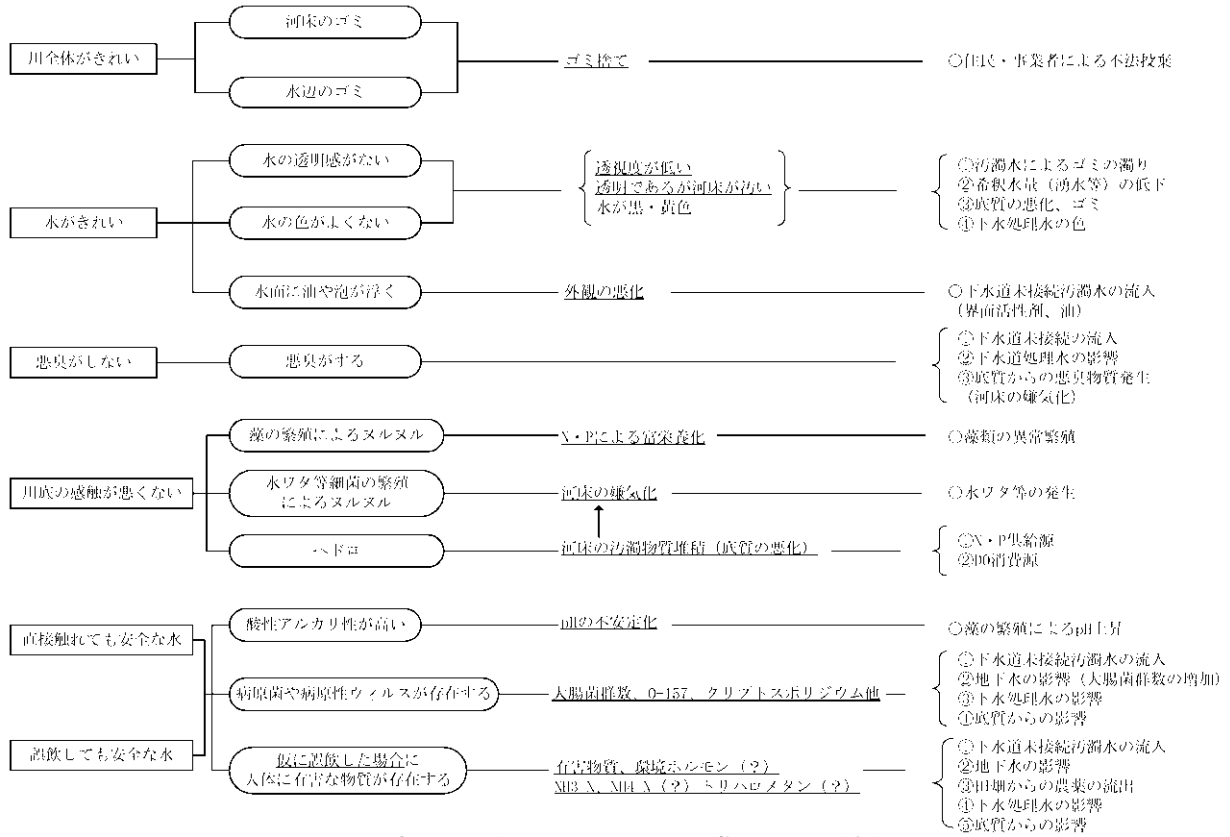 川全体がきれい
河床のゴミ
水辺のゴミ
ゴミ捨て
○住民・事業者による不法投棄
水がきれい
水の透明感がない
水の色がよくない
透視度が低い
透明であるが河床が汚い
水が黒・黄色
①汚濁水によるゴミの濁り
②希釈水量(湧水等)の低下
③底質の悪化、ゴミ
④下水処理水の色
水面に油や泡が浮く
外観の悪化
○下水道未接続汚濁水の流入
(界面活性剤、油)
悪臭がしない
悪臭がする
①下水道未接続の流入
②下水道処理水の影響
③底質からの悪臭物質発生
(河床の嫌気化)
川底の感触が悪くない
藻の繁殖によるヌルヌル
N・Pによる富栄養化
○藻類の異常繁殖
水ワタ等細菌の繁殖
によるヌルヌル
河床の嫌気化
○水ワタ等の発生
ヘドロ
河床の汚濁物質堆積(底質の悪化)
①N・P供給源
②DO消費源
直接触れても安全な水
誤飲しても安全な水
酸性アルカリ性が高い
pHの不安定化
○藻の繁殖によるpH上昇
病原菌や病原性ウィルスが存在する
大腸菌群数、O-157、クリプトスポリジウム他
①下水道未接続汚濁水の流入
②地下水の影響(大腸菌群数の増加)
③下水処理水の影響
④底質からの影響
仮に誤飲した場合に
人体に有害な物質が存在する
有害物質、環境ホルモン(?)
NH3-N、NH4-N(?)トリハロメタン(?)
①下水道未接続汚濁水の流入
②地下水の影響
③田畑からの農薬の流出
④下水処理水の影響
⑤底質からの影響